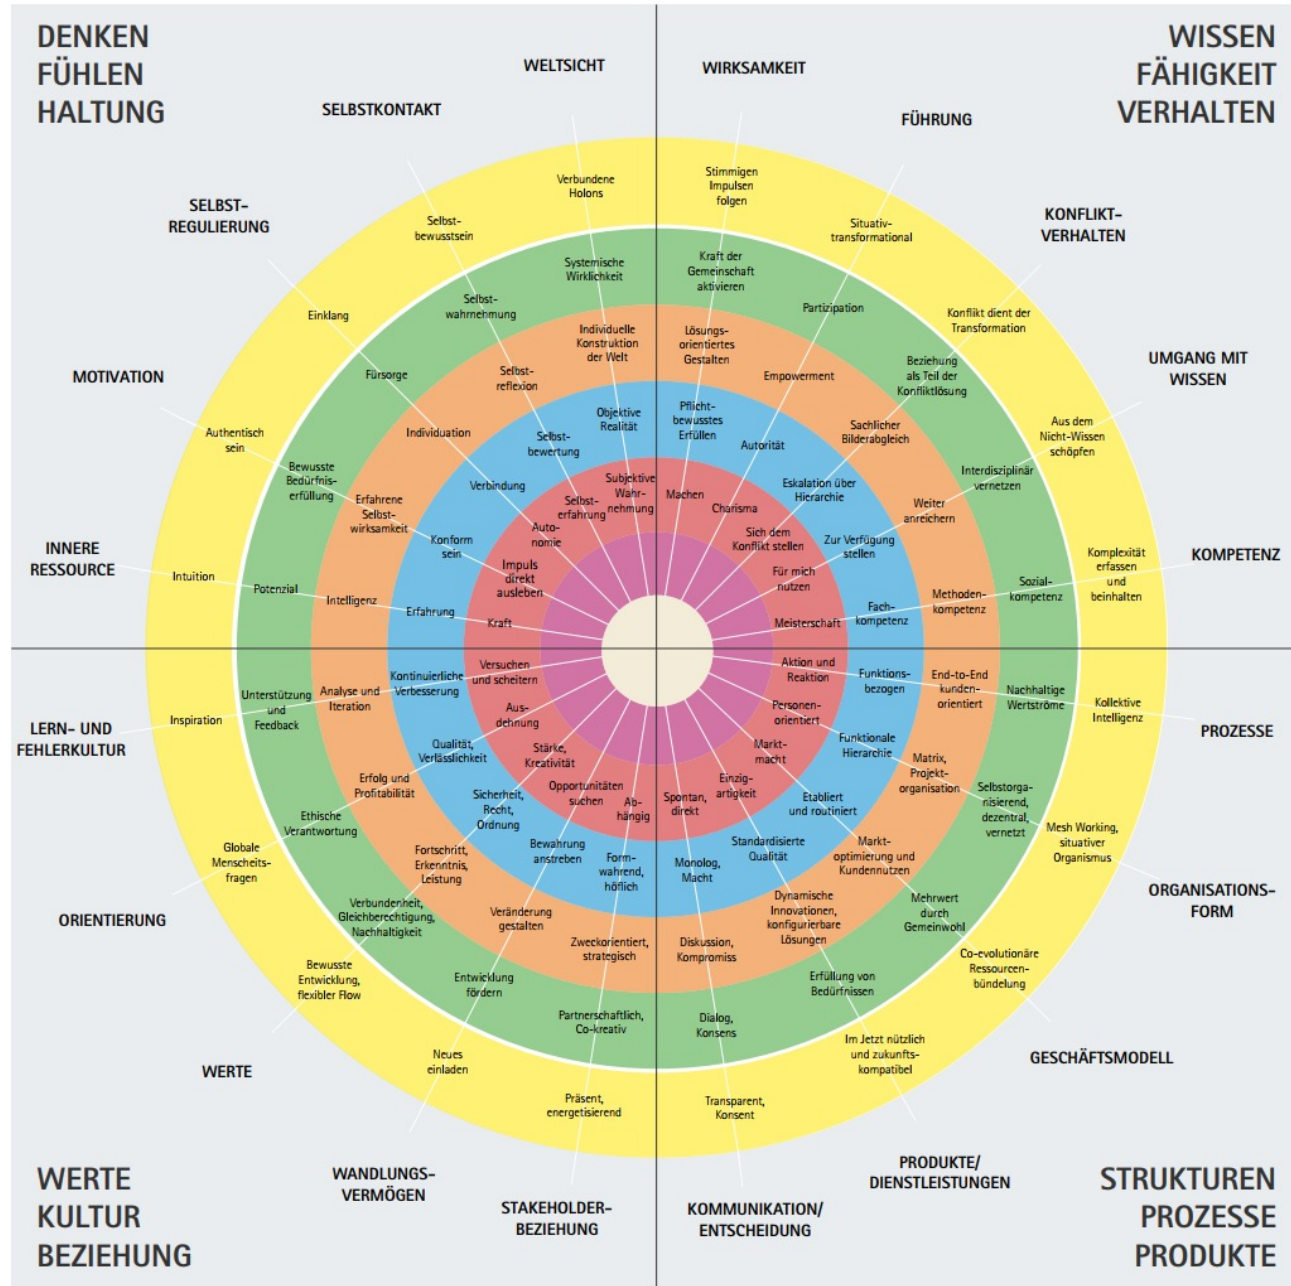 DENKEN
FÜHLEN
HALTUNG
WISSEN
FÄHIGKEIT
VERHALTEN
WERTE
KULTUR
BEZIEHUNG
STRUKTUREN
PROZESSE
PRODUKTE
WELTSICHT
Verbundene
Holons
Systemische
Wirklichkeit
Individuelle
Konstruktion
der Welt
Objektive
Realität
Subjektive
Wahr-
nehmung
SELBSTKONTAKT
Selbst-
bewusstsein
Selbst-
wahrnehmung
Selbst-
reflexion
Selbst-
bewertung
Selbst-
erfahrung
SELBST-
REGULIERUNG
Einklang
Fürsorge
Individuation
Verbindung
Auto-
nomie
MOTIVATION
Authentisch
sein
Bewusste
Bedürfnis-
erfüllung
Erfahrene
Selbst-
wirksamkeit
Konform
sein
Impuls
direkt
ausleben
INNERE
RESSOURCE
Intuition
Potenzial
Intelligenz
Erfahrung
Kraft
WIRKSAMKEIT
Stimmigen
Impulsen
folgen
Kraft der
Gemeinschaft
aktivieren
Lösungs-
orientiertes
Gestalten
Pflicht-
bewusstes
Erfüllen
Machen
FÜHRUNG
Situativ-
transformational
Partizipation
Empowerment
Autorität
Charisma
KONFLIKT-
VERHALTEN
Konflikt dient der
Transformation
Beziehung
als Teil der
Konfliktlösung
Sachlicher
Bilderabgleich
Eskalation über
Hierarchie
Sich dem
Konflikt stellen
UMGANG MIT
WISSEN
Aus dem
Nicht-Wissen
schöpfen
Interdisziplinär
vernetzen
Weiter
anreichern
Zur Verfügung
stellen
Für mich
nutzen
KOMPETENZ
Komplexität
erfassen
und
beinhalten
Sozial-
kompetenz
Methoden-
kompetenz
Fach-
kompetenz
Meisterschaft
LERN- UND
FEHLERKULTUR
Inspiration
Unterstützung
und
Feedback
Analyse und
Iteration
Kontinuierliche
Verbesserung
Versuchen
und scheitern
ORIENTIERUNG
Globale
Menscheits-
fragen
Ethische
Verantwortung
Erfolg und
Profitabilität
Qualität,
Verlässlichkeit
Aus-
dehnung
WERTE
Bewusste
Entwicklung,
flexibler Flow
Verbundenheit,
Gleichberechtigung,
Nachhaltigkeit
Fortschritt,
Erkenntnis,
Leistung
Sicherheit,
Recht,
Ordnung
Stärke,
Kreativität
WANDLUNGS-
VERMÖGEN
Neues
einladen
Entwicklung
fördern
Veränderung
gestalten
Bewahrung
anstreben
Opportunitäten
suchen
STAKEHOLDER-
BEZIEHUNG
Präsent,
energetisierend
Partnerschaftlich,
Co-kreativ
Zweckorientiert,
strategisch
Form-
wahrend,
höflich
Ab-
hängig
PROZESSE
Kollektive
Intelligenz
Nachhaltige
Wertströme
End-to-End
kunden-
orientiert
Funktions-
bezogen
Aktion und
Reaktion
ORGANISATIONS-
FORM
Mesh Working,
situativer
Organismus
Selbstorga-
nisierend,
dezentral,
vernetzt
Matrix,
Projekt-
organisation
Funktionale
Hierarchie
Personen-
orientiert
GESCHÄFTSMODELL
Co-evolutionäre
Ressourcen-
bündelung
Mehrwert
durch
Gemeinwohl
Markt-
optimierung und
Kundennutzen
Etabliert
und routiniert
Markt-
macht
PRODUKTE/
DIENSTLEISTUNGEN
Im Jetzt nützlich
und zukunfts-
kompatibel
Erfüllung von
Bedürfnissen
Dynamische
Innovationen,
konfigurierbare
Lösungen
Standardisierte
Qualität
Einzig-
artigkeit
KOMMUNIKATION/
ENTSCHEIDUNG
Transparent,
Konsent
Dialog,
Konsens
Diskussion,
Kompromiss
Monolog,
Macht
Spontan,
direkt